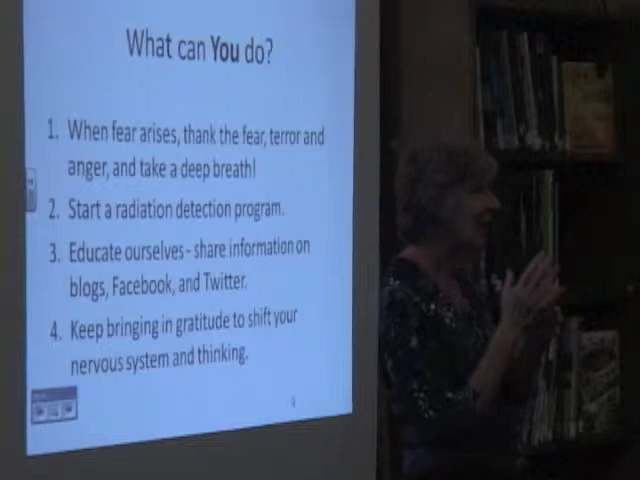 What can You do?
1. When fear arises, thank the fear, terror and
anger, and take a deep breath!
2. Start a radiation detection program.
3. Educate ourselves - share information on
blogs, Facebook, and Twitter.
4. Keep bringing in gratitude to shift your
nervous system and thinking.